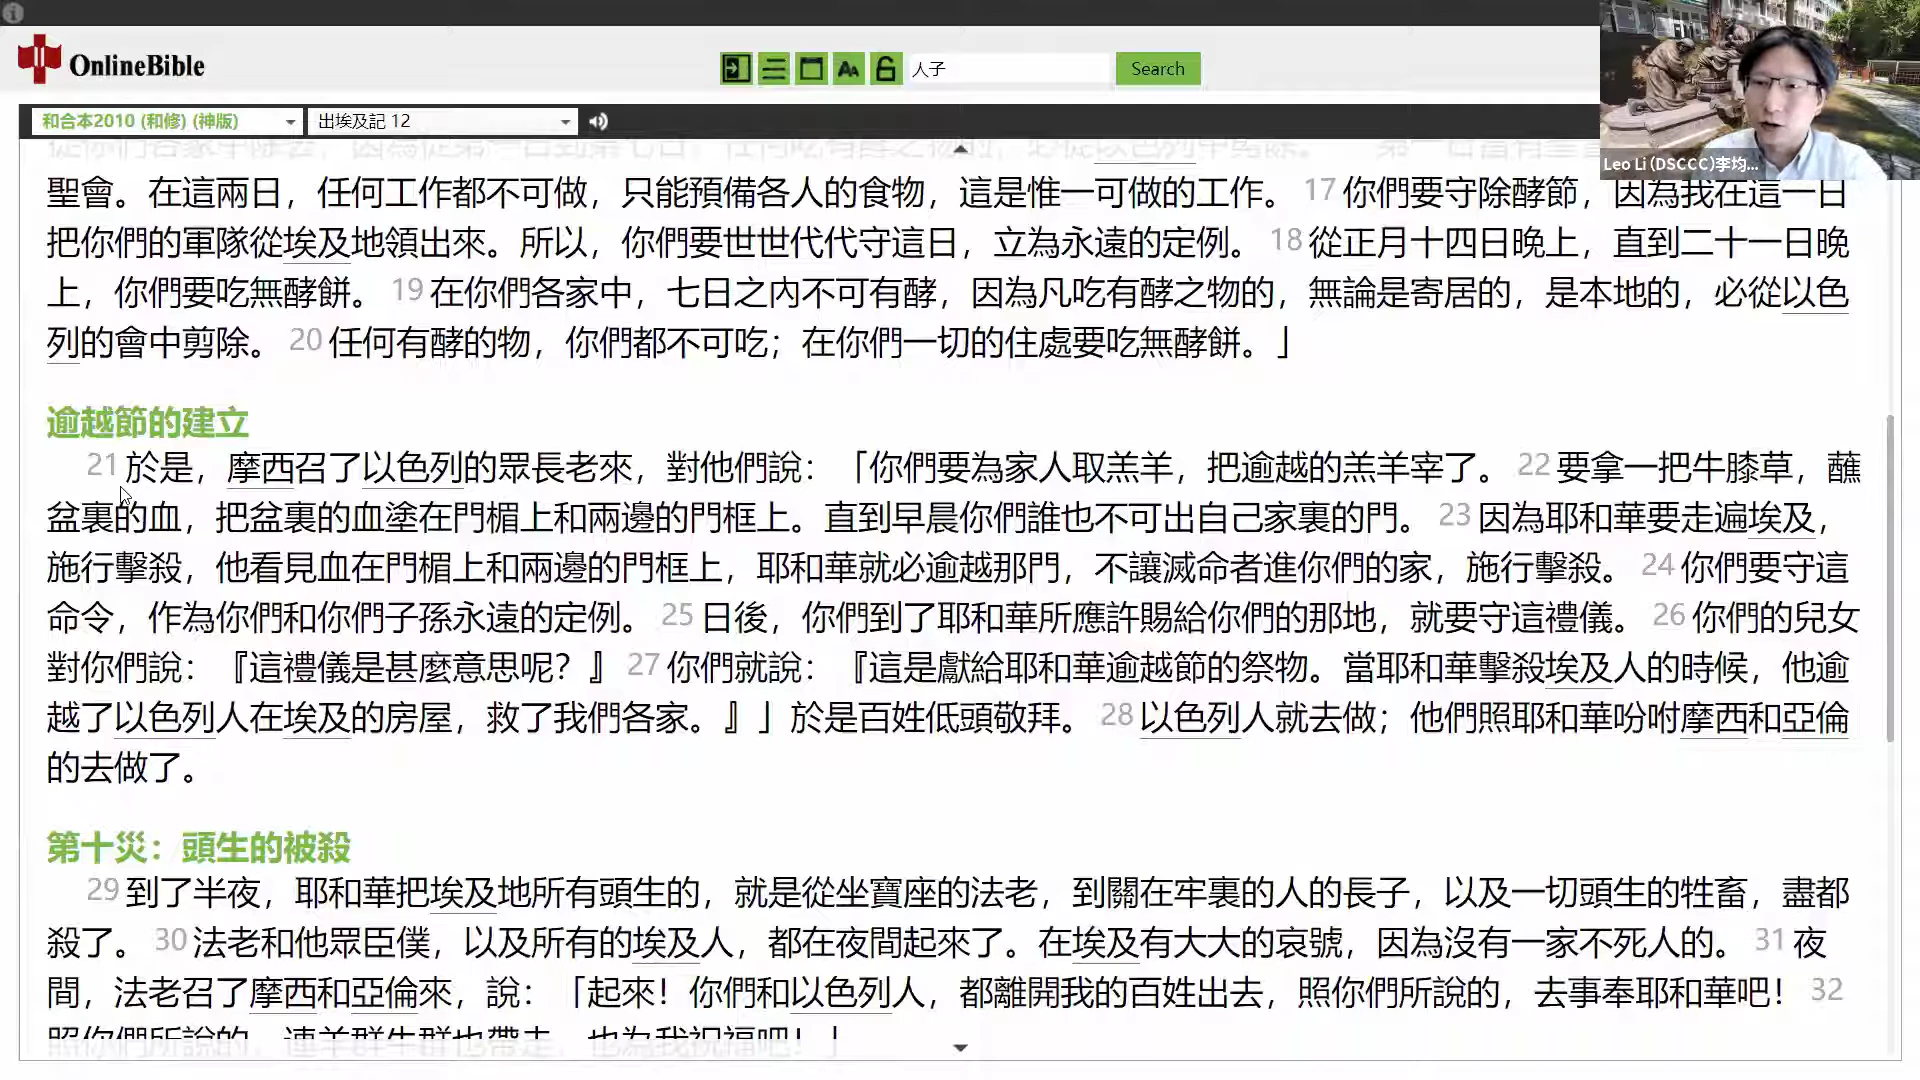 OnlineBible
人子
Search
和合本2010 (和修) (神版)
出埃及記 12
Leo Li (DSCCC)李均...
聖會。在這兩日，任何工作都不可做，只能預備各人的食物，這是惟一可做的工作。 17 你們要守除酵節，因為我在這一日
把你們的軍隊從埃及地領出來。所以，你們要世世代代守這日，立為永遠的定例。 18 從正月十四日晚上，直到二十一日晚
上，你們要吃無酵餅。 19 在你們各家中，七日之內不可有酵，因為凡吃有酵之物的，無論是寄居的，是本地的，必從以色
列的會中剪除。 20 任何有酵的物，你們都不可吃；在你們一切的住處要吃無酵餅。」
逾越節的建立
21 於是，摩西召了以色列的眾長老來，對他們說：「你們要為家人取羔羊，把逾越的羔羊宰了。 22 要拿一把牛膝草，蘸
盆裏的血，把盆裏的血塗在門楣上和兩邊的門框上。直到早晨你們誰也不可出自己家裏的門。 23 因為耶和華要走遍埃及，
施行擊殺，他看見血在門楣上和兩邊的門框上，耶和華就必逾越那門，不讓滅命者進你們的家，施行擊殺。 24 你們要守這
命令，作為你們和你們子孫永遠的定例。 25 日後，你們到了耶和華所應許賜給你們的那地，就要守這禮儀。 26 你們的兒女
對你們說：『這禮儀是甚麼意思呢？』 27 你們就說：『這是獻給耶和華逾越節的祭物。當耶和華擊殺埃及人的時候，他逾
越了以色列人在埃及的房屋，救了我們各家。』」於是百姓低頭敬拜。 28 以色列人就去做；他們照耶和華吩咐摩西和亞倫
的去做了。
第十災：頭生的被殺
29 到了半夜，耶和華把埃及地所有頭生的，就是從坐寶座的法老，到關在牢裏的人的長子，以及一切頭生的牲畜，盡都
殺了。 30 法老和他眾臣僕，以及所有的埃及人，都在夜間起來了。在埃及有大大的哀號，因為沒有一家不死人的。 31 夜
間，法老召了摩西和亞倫來，說：「起來！你們和以色列人，都離開我的百姓出去，照你們所說的，去事奉耶和華吧！ 32
照你們所說的，連羊群牛群也帶走，也為我祝福吧！」